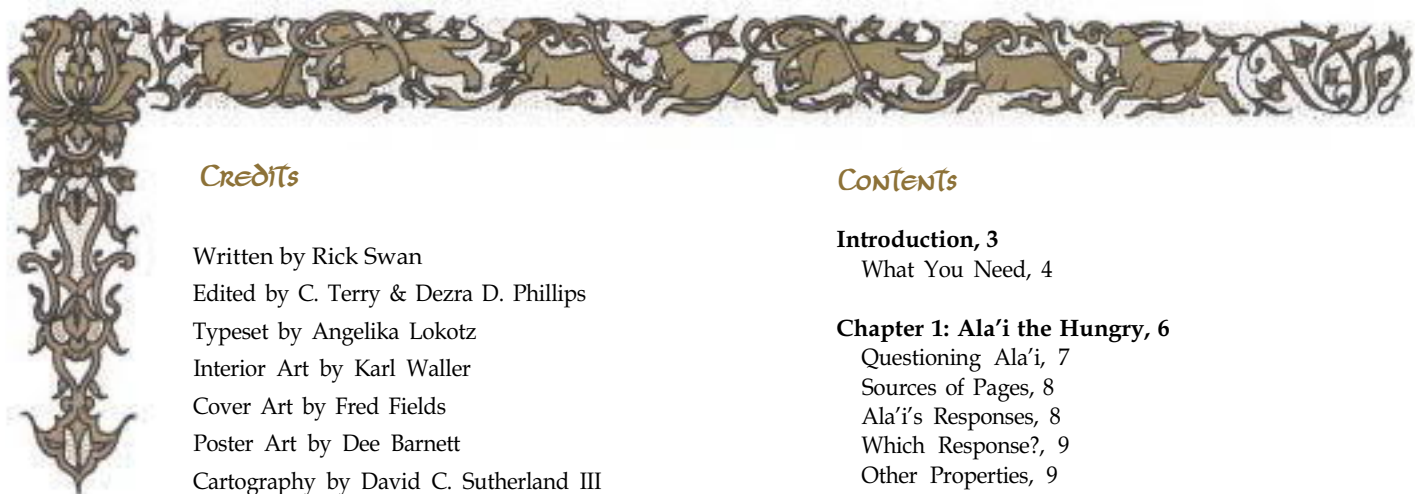 Credits
Written by Rick Swan
Edited by C. Terry & Dezra D. Phillips
Typeset by Angelika Lokotz
Interior Art by Karl Waller
Cover Art by Fred Fields
Poster Art by Dee Barnett
Cartography by David C. Sutherland III
Contents
Introduction, 3
What You Need, 4
Chapter 1: Ala’i the Hungry, 6
Questioning Ala’i, 7
Sources of Pages, 8
Ala’i’s Responses, 8
Which Response?, 9
Other Properties, 9